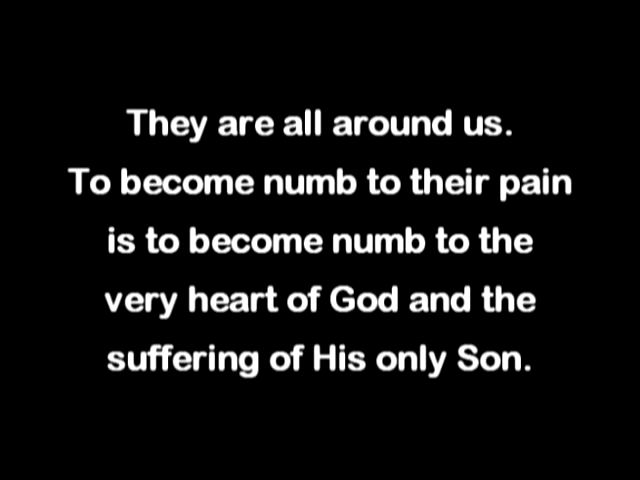 They are all around us.
To become numb to their pain
is to become numb to the
very heart of God and the
suffering of His only Son.